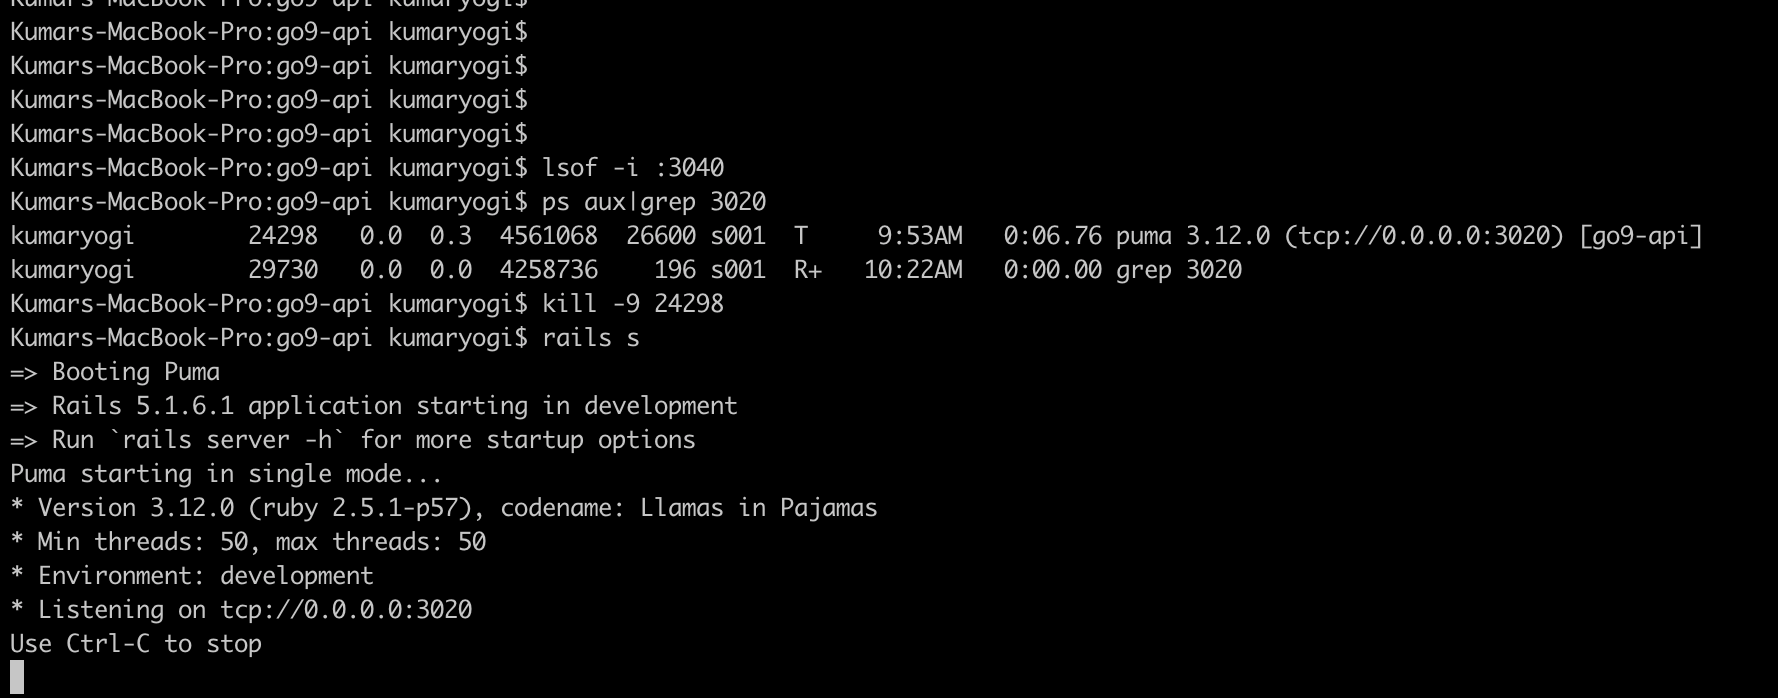 Kumars-MacBook-Pro:go9-api kumaryogi$
Kumars-MacBook-Pro:go9-api kumaryogi$
Kumars-MacBook-Pro:go9-api kumaryogi$
Kumars-MacBook-Pro:go9-api kumaryogi$
Kumars-MacBook-Pro:go9-api kumaryogi$
Kumars-MacBook-Pro:go9-api kumaryogi$ lsof -i :3040
Kumars-MacBook-Pro:go9-api kumaryogi$ ps aux|grep 3020
kumaryogi        24298   0.0  0.3  4561068  26600 s001  T     9:53AM   0:06.76 puma 3.12.0 (tcp://0.0.0.0:3020) [go9-api]
kumaryogi        29730   0.0  0.0  4258736    196 s001  R+   10:22AM   0:00.00 grep 3020
Kumars-MacBook-Pro:go9-api kumaryogi$ kill -9 24298
Kumars-MacBook-Pro:go9-api kumaryogi$ rails s
=> Booting Puma
=> Rails 5.1.6.1 application starting in development
=> Run `rails server -h` for more startup options
Puma starting in single mode...
* Version 3.12.0 (ruby 2.5.1-p57), codename: Llamas in Pajamas
* Min threads: 50, max threads: 50
* Environment: development
* Listening on tcp://0.0.0.0:3020
Use Ctrl-C to stop